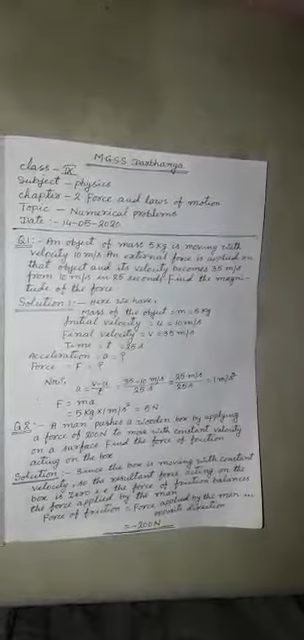 MGSS Darbhanga
Class - IX
Subject - physics
chapter - 2 Force and laws of motion
Topic - Numerical problems
Date :- 14-05-2020
Q1:- An object of mass 5kg is moving with
velocity 10 m/s An external force is applied on
that object and its velocity becomes 35 m/s
from 10 m/s in 25 seconds Find the magni-
tude of the force
Solution :- Here we have,
Mass of the object = m = 5kg
Initial velocity = u = 10m/s
Final velocity = v = 35m/s
Time = t = 25s
Acceleration = a = ?
Force = F = ?
Now, a = v-u/t = 35-10 m/s/25 s = 25 m/s/25 s = 1 m/s²
F = ma
= 5kg x 1 m/s² = 5N
Q2:- A man pushes a wooden box by applying
a force of 200N to move with constant velocity
on a surface Find the force of friction
acting on the box
Solution :- Since the box is moving with constant
velocity, so the resultant force acting on the
box is zero i.e the force of friction balances
the force applied by the man
Force of friction = Force applied by the man
opposite direction
= -200N